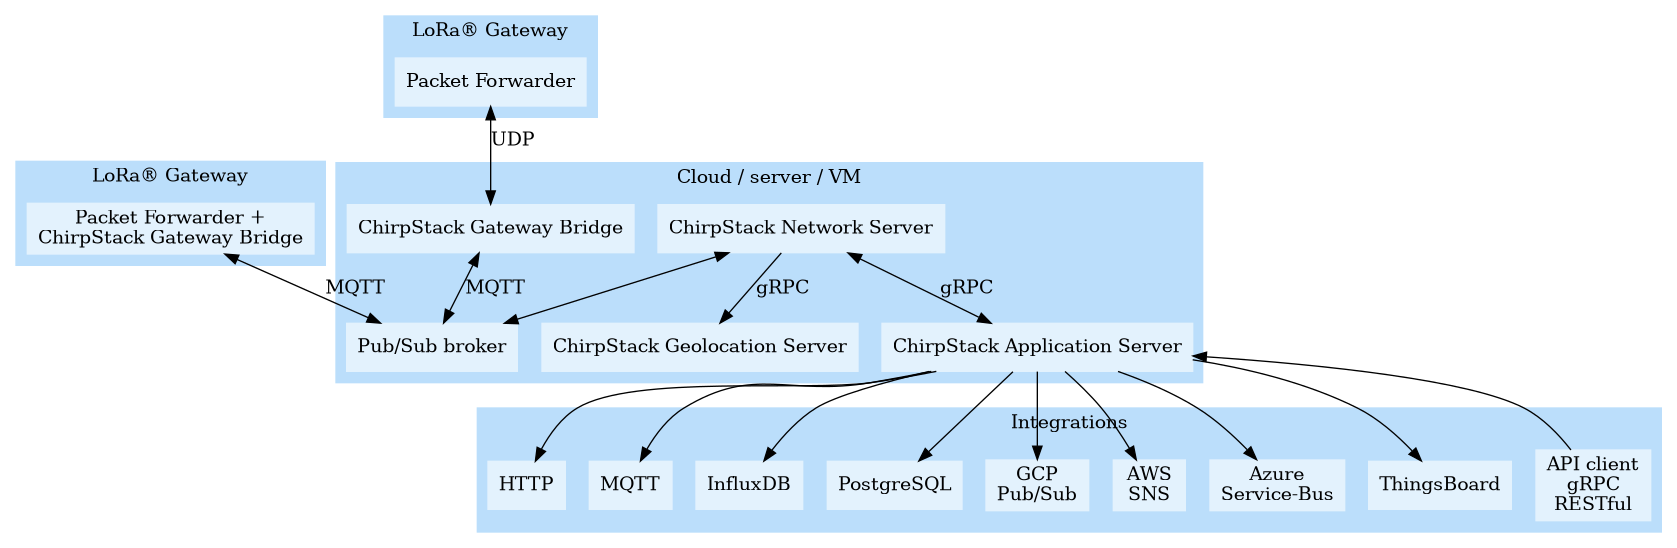 LoRa® Gateway
Packet Forwarder
UDP
LoRa® Gateway
Packet Forwarder +
ChirpStack Gateway Bridge
Cloud / server / VM
ChirpStack Gateway Bridge
ChirpStack Network Server
MQTT
MQTT
gRPC
gRPC
Pub/Sub broker
ChirpStack Geolocation Server
ChirpStack Application Server
Integrations
HTTP
MQTT
InfluxDB
PostgreSQL
GCP
Pub/Sub
AWS
SNS
Azure
Service-Bus
ThingsBoard
API client
gRPC
RESTful